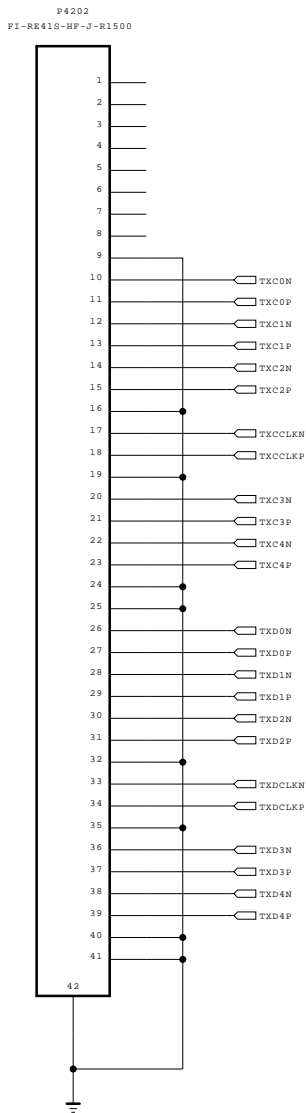 P4202
FI-RE41S-HF-J-R1500
1
2
3
4
5
6
7
8
9
10 TXC0N
11 TXC0P
12 TXC1N
13 TXC1P
14 TXC2N
15 TXC2P
16
17 TXCCLKN
18 TXCCLKP
19
20 TXC3N
21 TXC3P
22 TXC4N
23 TXC4P
24
25
26 TXD0N
27 TXD0P
28 TXD1N
29 TXD1P
30 TXD2N
31 TXD2P
32
33 TXDCLKN
34 TXDCLKP
35
36 TXD3N
37 TXD3P
38 TXD4N
39 TXD4P
40
41
42